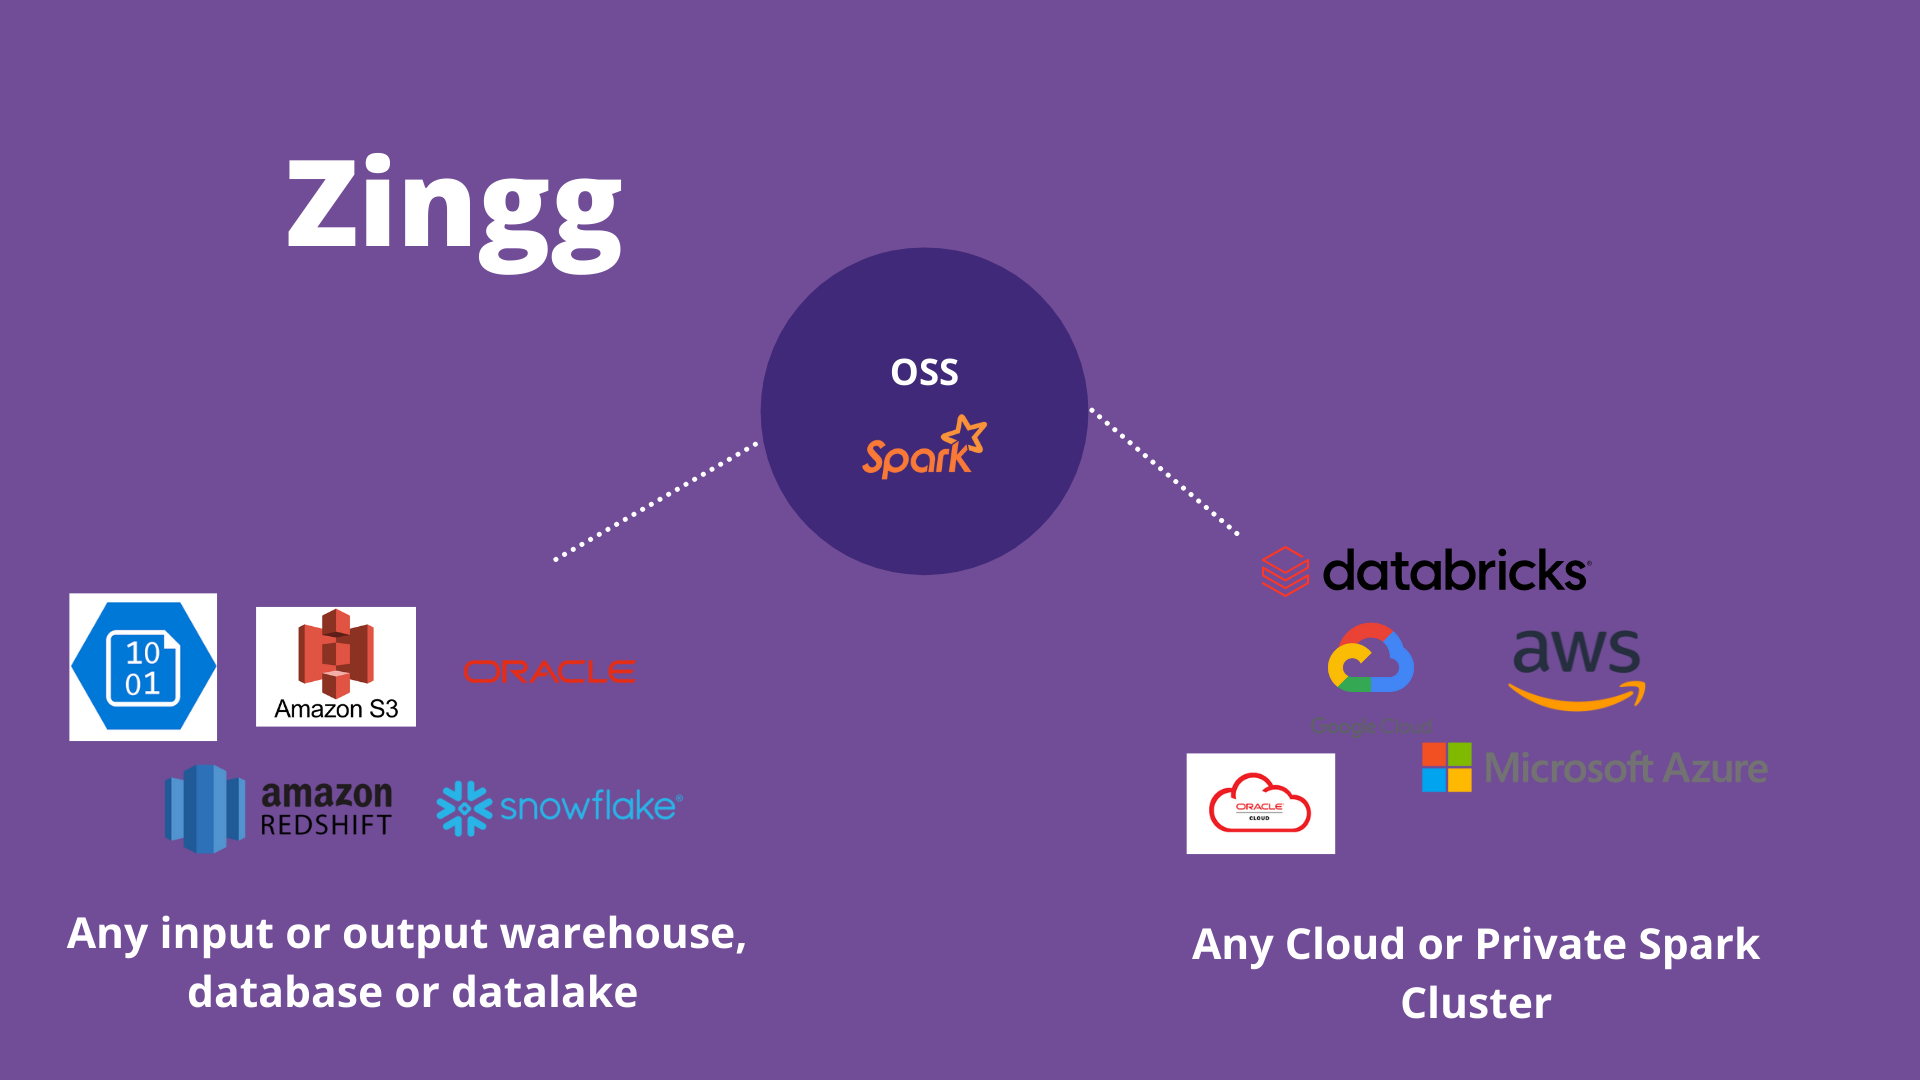 Zingg
OSS
Spark
10
01
Amazon S3
ORACLE
amazon
REDSHIFT
snowflake®
Any input or output warehouse,
database or datalake
databricks
Google Cloud
aws
ORACLE
CLOUD
Microsoft Azure
Any Cloud or Private Spark
Cluster